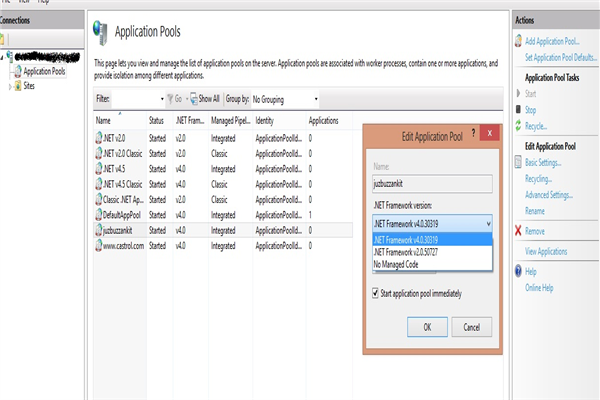 File View Help
Connections
Application Pools
Sites
Application Pools
This page lets you view and manage the list of application pools on the server. Application pools are associated with worker processes, contain one or more applications, and
provide isolation among different applications.
Filter: Go Show All Group by: No Grouping
Name Status .NET Fram... Managed Pipel... Identity Applications
.NET v2.0 Started v2.0 Integrated ApplicationPoolId... 0
.NET v2.0 Classic Started v2.0 Classic ApplicationPoolId... 0
.NET v4.5 Started v4.0 Integrated ApplicationPoolId... 0
.NET v4.5 Classic Started v4.0 Classic ApplicationPoolId... 0
Classic .NET Ap... Started v2.0 Classic ApplicationPoolId... 0
DefaultAppPool Started v4.0 Integrated ApplicationPoolId... 1
juzbuzzankit Started v4.0 Integrated ApplicationPoolId... 0
www.castrol.com Started v4.0 Integrated ApplicationPoolId... 0
Edit Application Pool ? x
Name:
juzbuzzankit
.NET Framework version:
.NET Framework v4.0.30319
.NET Framework v4.0.30319
.NET Framework v2.0.50727
No Managed Code
Start application pool immediately
OK Cancel
Actions
Add Application Pool...
Set Application Pool Defaults...
Application Pool Tasks
Start
Stop
Recycle...
Edit Application Pool
Basic Settings...
Recycling...
Advanced Settings...
Rename
Remove
View Applications
Help
Online Help